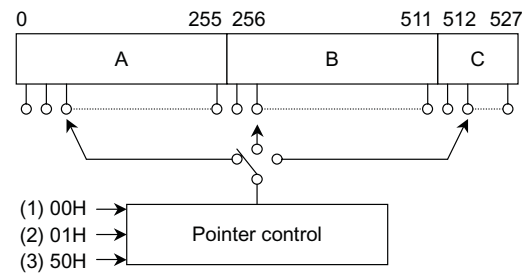 0 255 256 511 512 527
A B C
(1) 00H
(2) 01H
(3) 50H
Pointer control